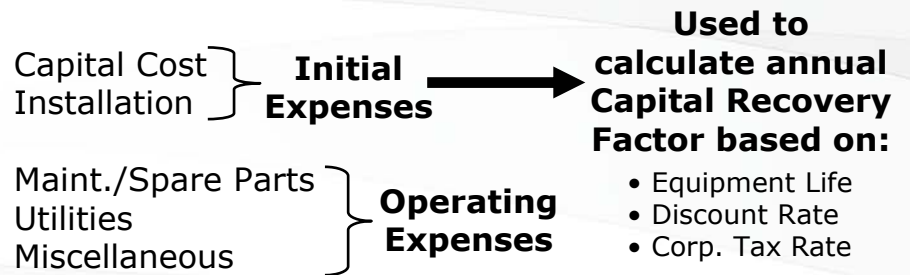 Capital Cost
Installation
Initial
Expenses
Used to
calculate annual
Capital Recovery
Factor based on:
• Equipment Life
• Discount Rate
• Corp. Tax Rate
Maint./Spare Parts
Utilities
Miscellaneous
Operating
Expenses